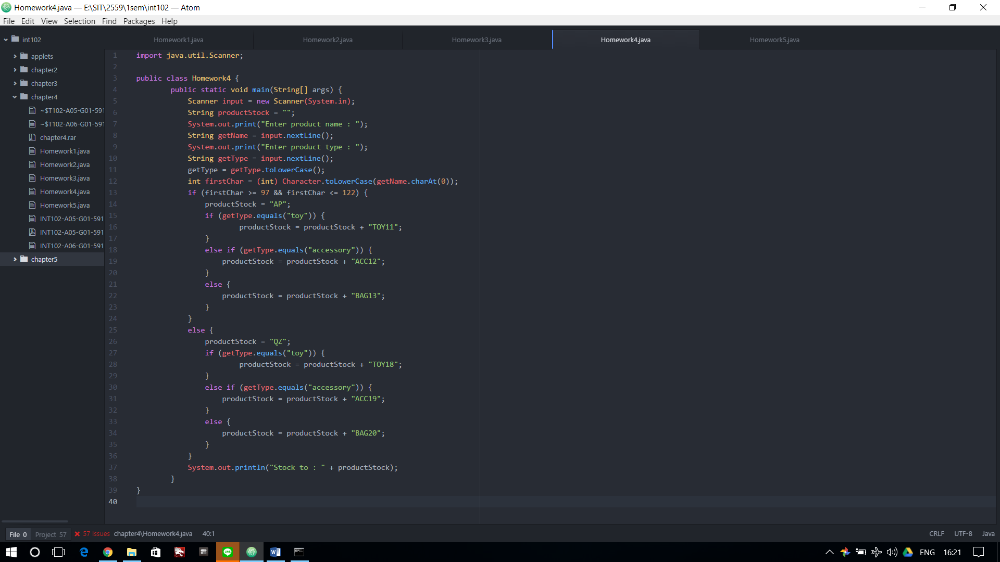 Homework4.java — E:\SIT\2559\1sem\int102 — Atom
File Edit View Selection Find Packages Help
int102
applets
chapter2
chapter3
chapter4
~$T102-A05-G01-591
~$T102-A06-G01-591
chapter4.rar
Homework1.java
Homework2.java
Homework3.java
Homework4.java
Homework5.java
INT102-A05-G01-591
INT102-A05-G01-591
INT102-A06-G01-591
chapter5
Homework1.java Homework2.java Homework3.java Homework4.java Homework5.java
1 import java.util.Scanner;
2
3 public class Homework4 {
4 public static void main(String[] args) {
5 Scanner input = new Scanner(System.in);
6 String productStock = "";
7 System.out.print("Enter product name : ");
8 String getName = input.nextLine();
9 System.out.print("Enter product type : ");
10 String getType = input.nextLine();
11 getType = getType.toLowerCase();
12 int firstChar = (int) Character.toLowerCase(getName.charAt(0));
13 if (firstChar >= 97 && firstChar <= 122) {
14 productStock = "AP";
15 if (getType.equals("toy")) {
16 productStock = productStock + "TOY11";
17 }
18 else if (getType.equals("accessory")) {
19 productStock = productStock + "ACC12";
20 }
21 else {
22 productStock = productStock + "BAG13";
23 }
24 }
25 else {
26 productStock = "QZ";
27 if (getType.equals("toy")) {
28 productStock = productStock + "TOY18";
29 }
30 else if (getType.equals("accessory")) {
31 productStock = productStock + "ACC19";
32 }
33 else {
34 productStock = productStock + "BAG20";
35 }
36 }
37 System.out.println("Stock to : " + productStock);
38 }
39 }
40
File 0 Project 57 57 Issues chapter4\Homework4.java 40:1 CRLF UTF-8 Java
ENG 16:21